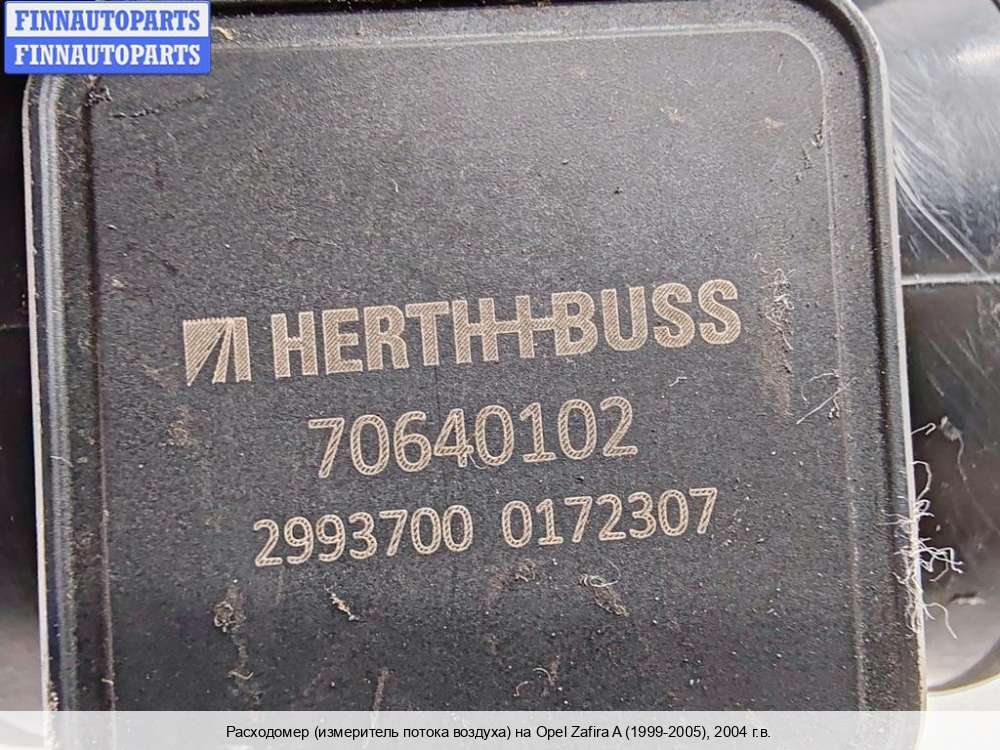 FINNAUTOPARTS
FINNAUTOPARTS
HERTH+BUSS
70640102
2993700 0172307
Расходомер (измеритель потока воздуха) на Opel Zafira A (1999-2005), 2004 г.в.